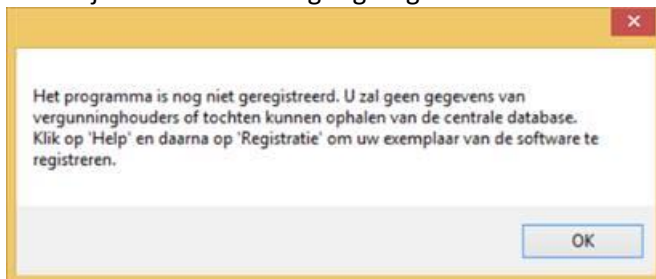 Het programma is nog niet geregistreerd. U zal geen gegevens van
vergunninghouders of tochten kunnen ophalen van de centrale database.
Klik op 'Help' en daarna op 'Registratie' om uw exemplaar van de software te
registreren.
OK